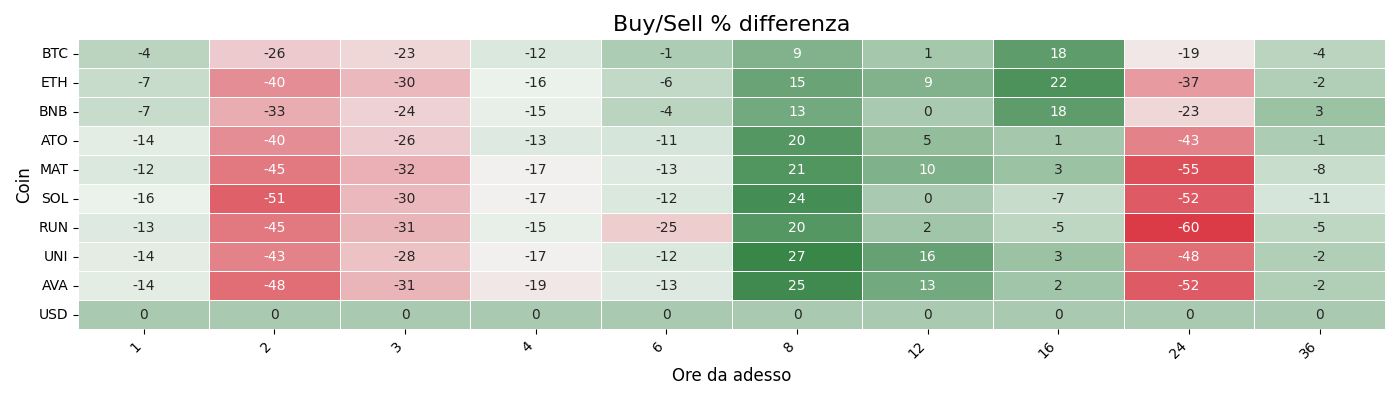 Buy/Sell % differenza
Coin
BTC -4 -26 -23 -12 -1 9 1 18 -19 -4
ETH -7 -40 -30 -16 -6 15 9 22 -37 -2
BNB -7 -33 -24 -15 -4 13 0 18 -23 3
ATO -14 -40 -26 -13 -11 20 5 1 -43 -1
MAT -12 -45 -32 -17 -13 21 10 3 -55 -8
SOL -16 -51 -30 -17 -12 24 0 -7 -52 -11
RUN -13 -45 -31 -15 -25 20 2 -5 -60 -5
UNI -14 -43 -28 -17 -12 27 16 3 -48 -2
AVA -14 -48 -31 -19 -13 25 13 2 -52 -2
USD 0 0 0 0 0 0 0 0 0 0
1 2 3 4 6 8 12 16 24 36
Ore da adesso